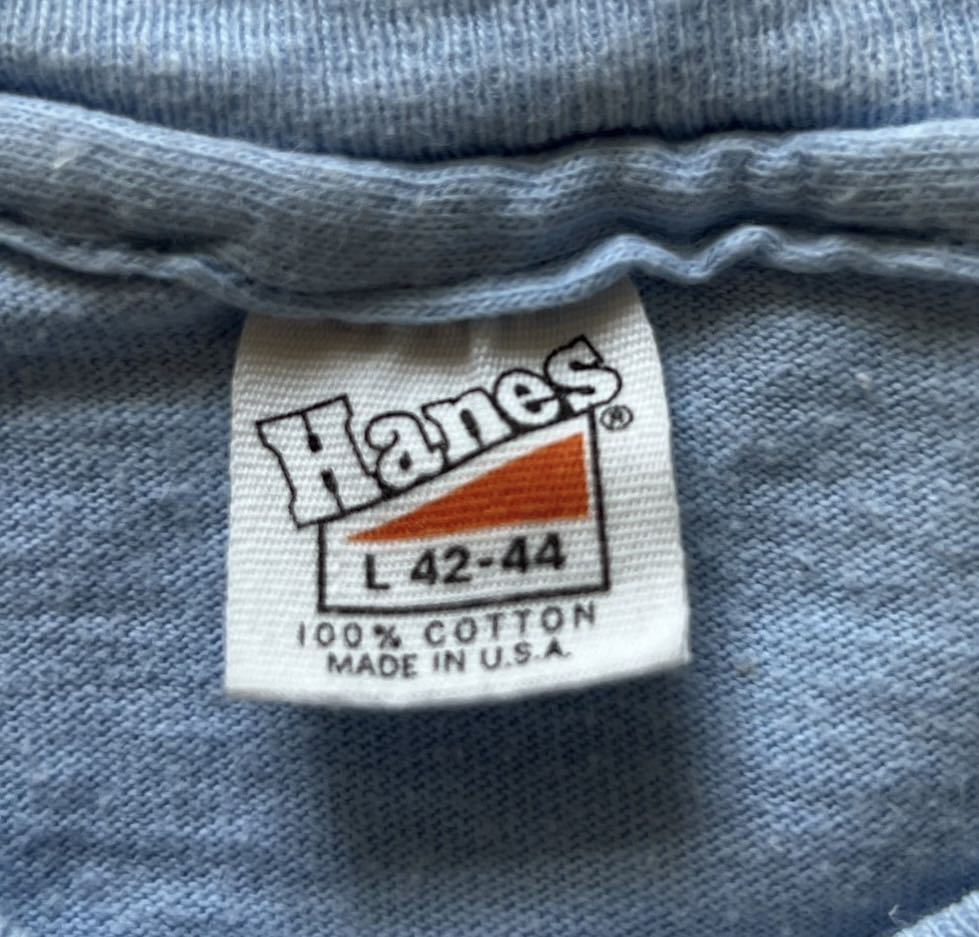 Hanes®
L 42-44
100% COTTON
MADE IN U.S.A.